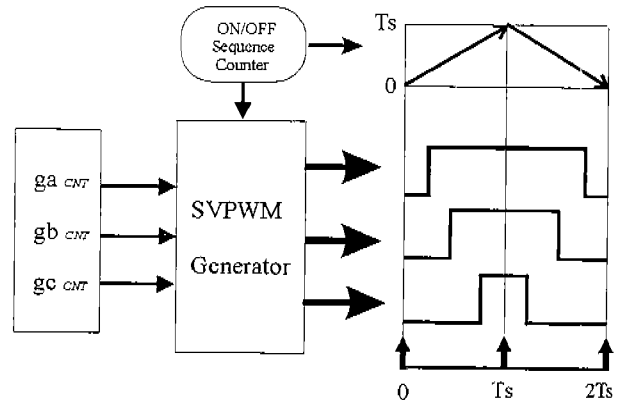 ON/OFF
Sequence
Counter
Ts
0
ga CNT
gb CNT
gc CNT
SVPWM
Generator
0
Ts
2Ts